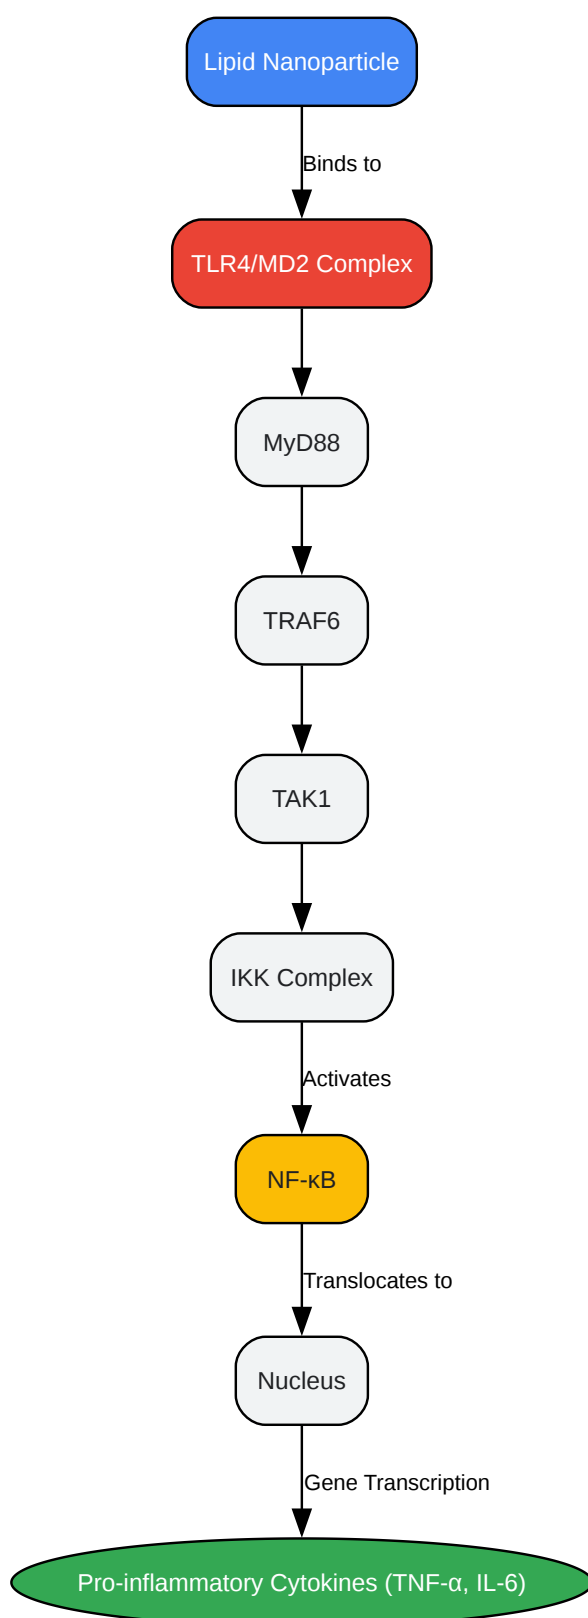 Lipid Nanoparticle
Binds to
TLR4/MD2 Complex
MyD88
TRAF6
TAK1
IKK Complex
Activates
NF-κB
Translocates to
Nucleus
Gene Transcription
Pro-inflammatory Cytokines (TNF-α, IL-6)